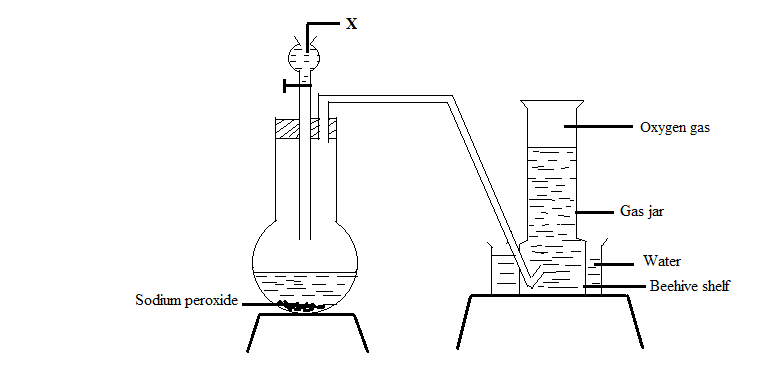 X
Oxygen gas
Gas jar
Water
Beehive shelf
Sodium peroxide